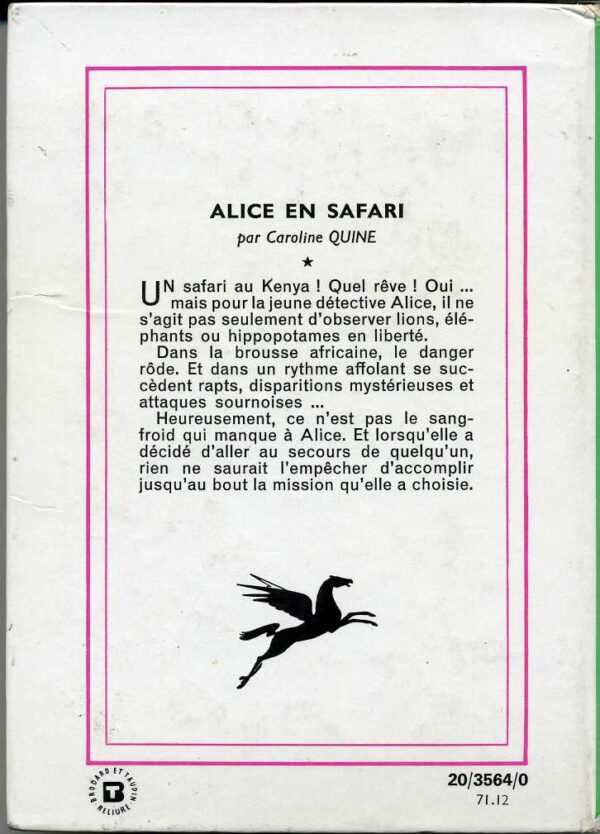 ALICE EN SAFARI
par Caroline QUINE
UN safari au Kenya ! Quel rêve ! Oui ...
mais pour la jeune détective Alice, il ne
s'agit pas seulement d'observer lions, élé-
phants ou hippopotames en liberté.
Dans la brousse africaine, le danger
rôde. Et dans un rythme affolant se suc-
cèdent rapts, disparitions mystérieuses et
attaques sournoises ...
Heureusement, ce n'est pas le sang-
froid qui manque à Alice. Et lorsqu'elle a
décidé d'aller au secours de quelqu'un,
rien ne saurait l'empêcher d'accomplir
jusqu'au bout la mission qu'elle a choisie.
BRODARD ET TAUPIN
BT
RELIURE
20/3564/0
71.12